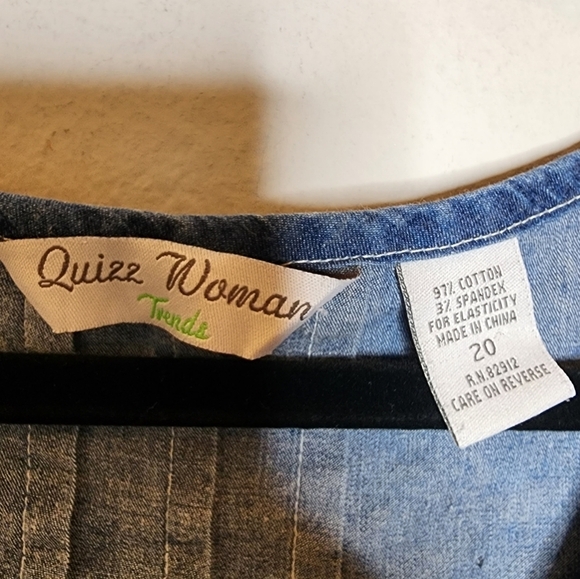 Quizz Woman
Trends
97% COTTON
3% SPANDEX
FOR ELASTICITY
MADE IN CHINA
20
R.N.82912
CARE ON REVERSE